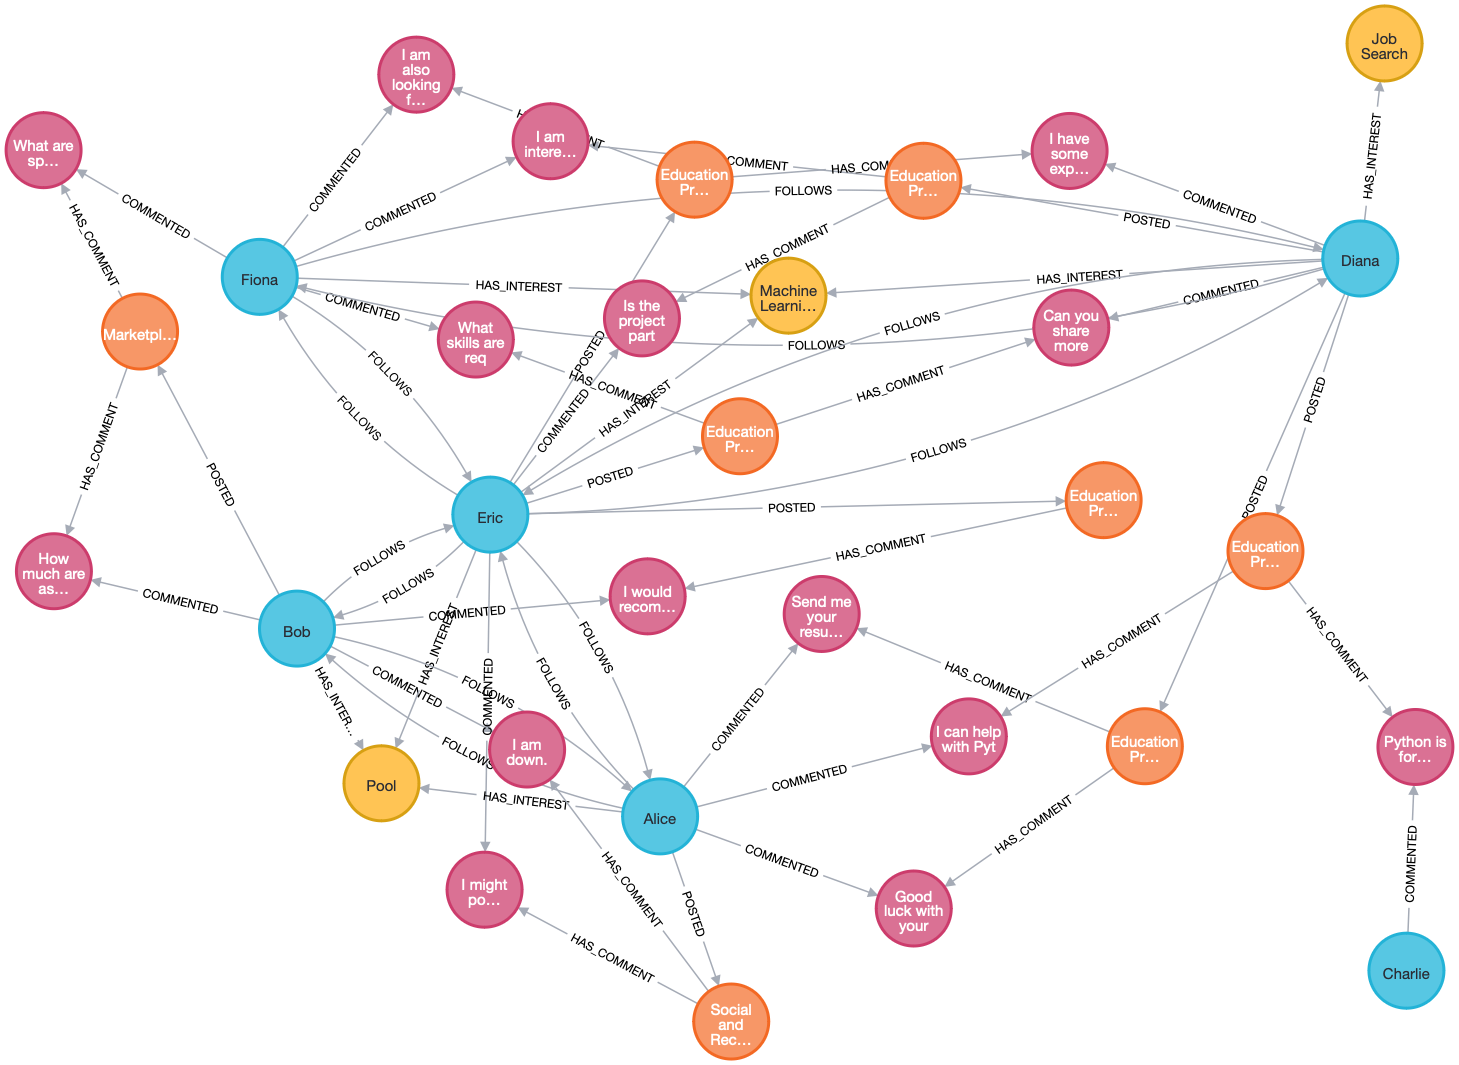 Job
Search
I am
also
looking
f…
I am
intere…
What are
sp…
I have
some
exp…
Education
Pr…
Education
Pr…
COMMENT
HAS_COM
FOLLOWS
COMMENTED
COMMENTED
COMMENTED
COMMENTED
POSTED
HAS_INTEREST
HAS_COMMENT
HAS_COMMENT
Fiona
Diana
HAS_INTEREST
HAS_INTEREST
Machine
Learni…
COMMENTED
COMMENTED
Is the
project
part
What
skills are
req
Can you
share
more
Marketpl…
FOLLOWS
FOLLOWS
POSTED
FOLLOWS
FOLLOWS
HAS_COMMENT
HAS_COMMENT
HAS_INTEREST
COMMENTED
HAS_COMMENT
POSTED
Education
Pr…
FOLLOWS
POSTED
POSTED
Education
Pr…
POSTED
POSTED
Eric
HAS_COMMENT
Education
Pr…
How
much are
as…
FOLLOWS
FOLLOWS
COMMENTED
COMMENTED
I would
recom…
Send me
your
resu…
Bob
HAS_INTEREST
HAS_COMMENT
HAS_COMMENT
FOLLOWS
FOLLOWS
HAS_INTER…
COMMENTED
FOLLOWS
COMMENTED
HAS_COMMENT
COMMENTED
FOLLOWS
I am
down.
I can help
with Pyt
Education
Pr…
Python is
for…
Pool
COMMENTED
HAS_INTEREST
Alice
HAS_COMMENT
COMMENTED
COMMENTED
I might
po…
HAS_COMMENT
POSTED
Good
luck with
your
HAS_COMMENT
Charlie
Social
and
Rec…